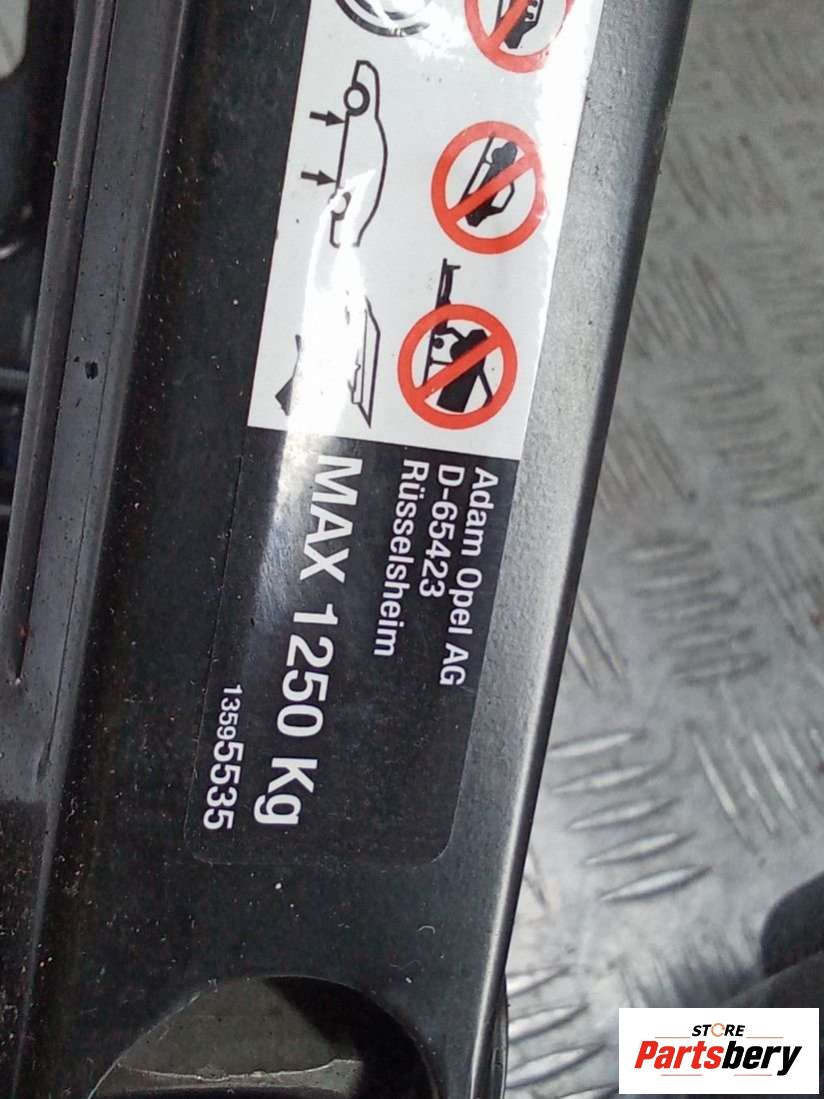 Adam Opel AG
D-65423
Rüsselsheim
MAX 1250 Kg
13595535
STORE
Partsbery